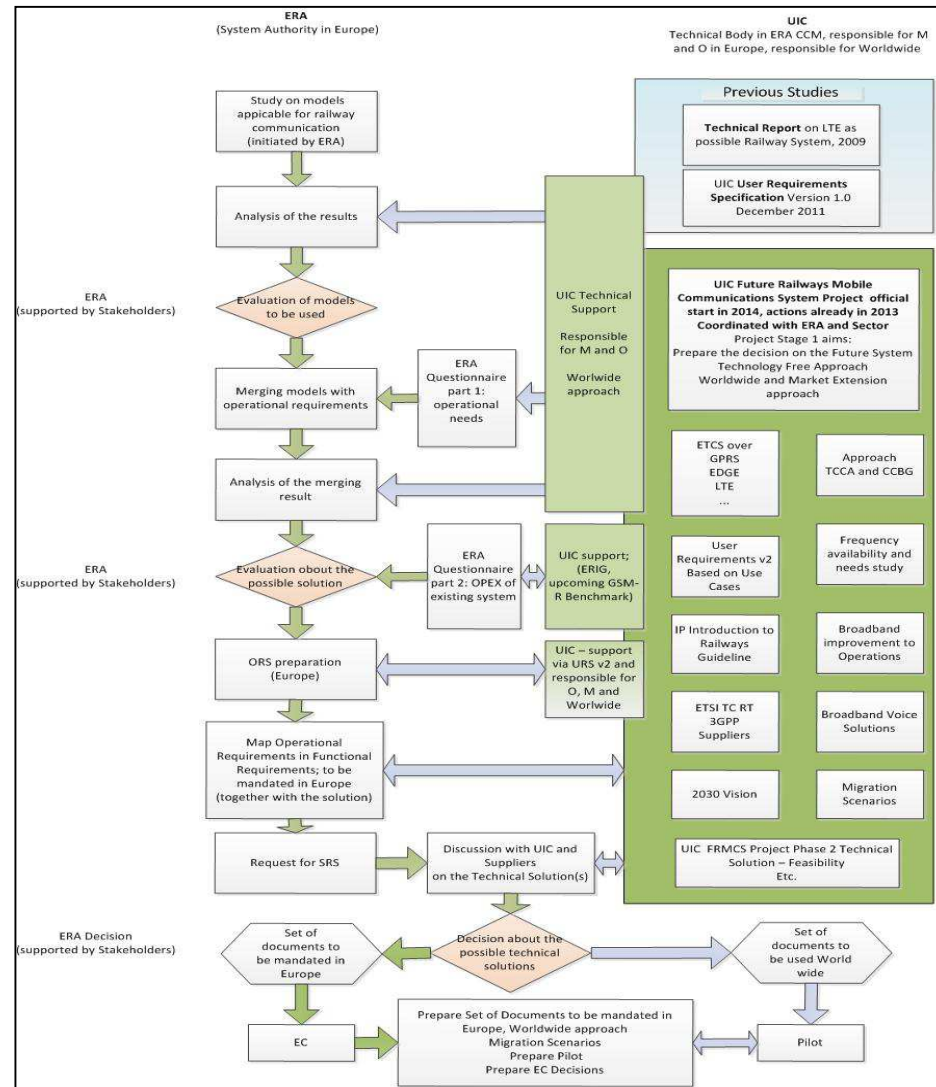 ERA
(System Authority in Europe)
UIC
Technical Body in ERA CCM, responsible for M
and O in Europe, responsible for Worldwide
Previous Studies
Technical Report on LTE as
possible Railway System, 2009
UIC User Requirements
Specification Version 1.0
December 2011
Study on models
appicable for railway
communication
(initiated by ERA)
Analysis of the results
ERA
(supported by Stakeholders)
Evaluation of models
to be used
UIC Technical
Support
Responsible
for M and O
Worlwide
approach
UIC Future Railways Mobile
Communications System Project official
start in 2014, actions already in 2013
Coordinated with ERA and Sector
Project Stage 1 aims:
Prepare the decision on the Future System
Technology Free Approach
Worldwide and Market Extension
approach
Merging models with
operational requirements
ERA
Questionnaire
part 1:
operational
needs
Analysis of the merging
result
ETCS over
GPRS
EDGE
LTE
...
Approach
TCCA and CCBG
ERA
(supported by Stakeholders)
Evaluation obout the
possible solution
ERA
Questionnaire
part 2: OPEX of
existing system
UIC support;
(ERIG,
upcoming GSM-
R Benchmark)
User
Requirements v2
Based on Use
Cases
Frequency
availability and
needs study
ORS preparation
(Europe)
UIC – support
via URS v2 and
responsible for
O, M and
Worlwide
IP Introduction to
Railways
Guideline
Broadband
improvement to
Operations
Map Operational
Requirements in Functional
Requirements; to be
mandated in Europe
(together with the solution)
ETSI TC RT
3GPP
Suppliers
Broadband Voice
Solutions
2030 Vision
Migration
Scenarios
Request for SRS
Discussion with UIC and
Suppliers
on the Technical Solution(s)
UIC FRMCS Project Phase 2 Technical
Solution – Feasibility
Etc.
ERA Decision
(supported by Stakeholders)
Set of
documents to
be mandated in
Europe
Decision about the
possible technical
solutions
Set of
documents to
be used World
wide
EC
Prepare Set of Documents to be mandated in
Europe, Worldwide approach
Migration Scenarios
Prepare Pilot
Prepare EC Decisions
Pilot